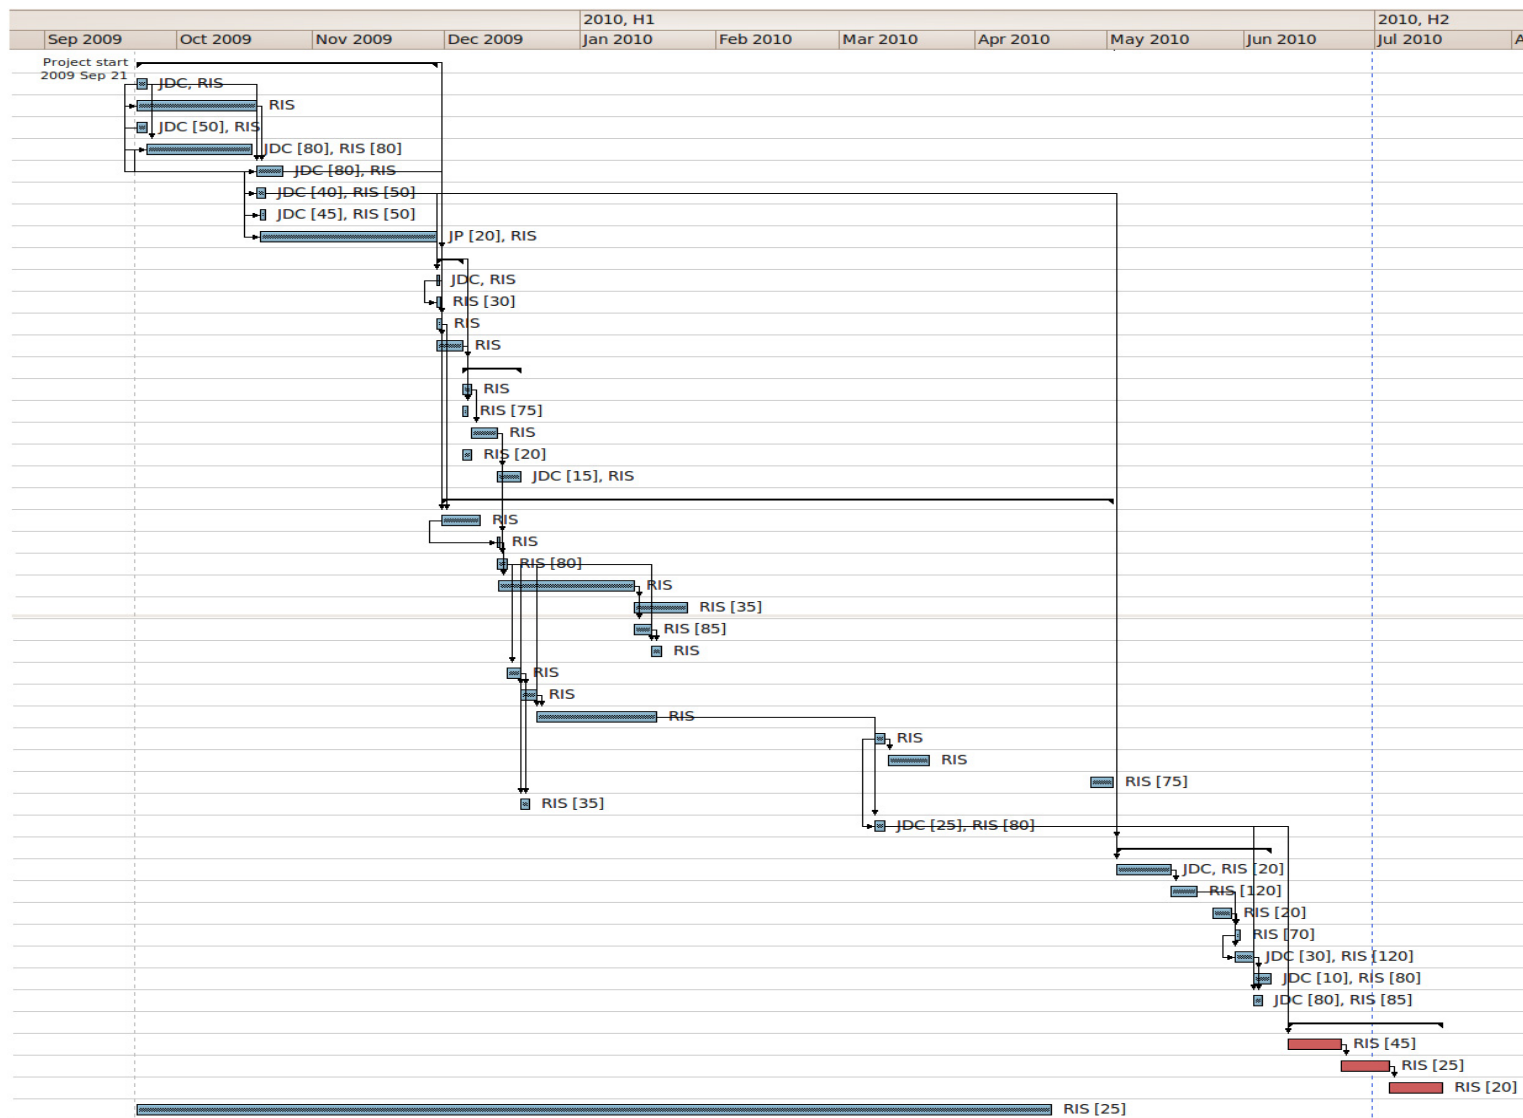 2010, H1 2010, H2
Sep 2009 Oct 2009 Nov 2009 Dec 2009 Jan 2010 Feb 2010 Mar 2010 Apr 2010 May 2010 Jun 2010 Jul 2010 A
Project start
2009 Sep 21
JDC, RIS
RIS
JDC [50], RIS
JDC [80], RIS [80]
JDC [80], RIS
JDC [40], RIS [50]
JDC [45], RIS [50]
JP [20], RIS
JDC, RIS
RIS [30]
RIS
RIS
RIS
RIS [75]
RIS
RIS [20]
JDC [15], RIS
RIS
RIS
RIS [80]
RIS
RIS [35]
RIS [85]
RIS
RIS
RIS
RIS
RIS
RIS
RIS [75]
RIS [35]
JDC [25], RIS [80]
JDC, RIS [20]
RIS [120]
RIS [20]
RIS [70]
JDC [30], RIS [120]
JDC [10], RIS [80]
JDC [80], RIS [85]
RIS [45]
RIS [25]
RIS [20]
RIS [25]